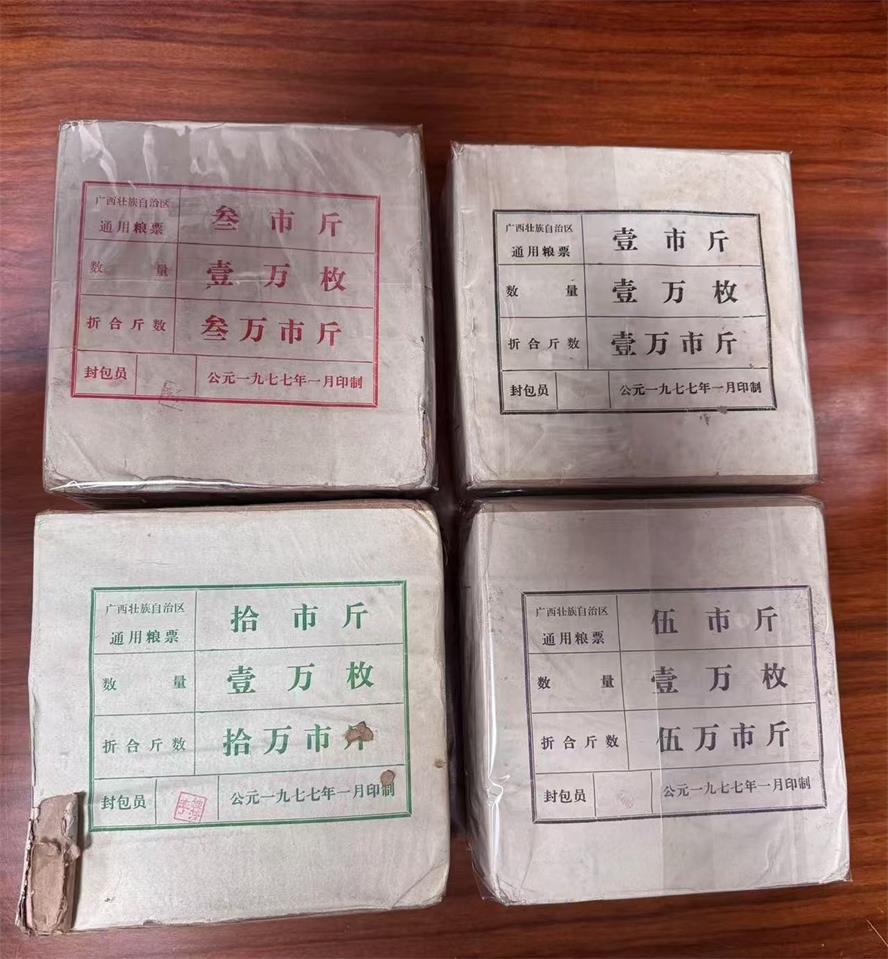 广西壮族自治区
通用粮票
叁市斤
数量
壹万枚
折合斤数
叁万市斤
封包员
公元一九七七年一月印制
广西壮族自治区
通用粮票
壹市斤
数量
壹万枚
折合斤数
壹万市斤
封包员
公元一九七七年一月印制
广西壮族自治区
通用粮票
拾市斤
数量
壹万枚
折合斤数
拾万市斤
封包员
公元一九七七年一月印制
广西壮族自治区
通用粮票
伍市斤
数量
壹万枚
折合斤数
伍万市斤
封包员
公元一九七七年一月印制